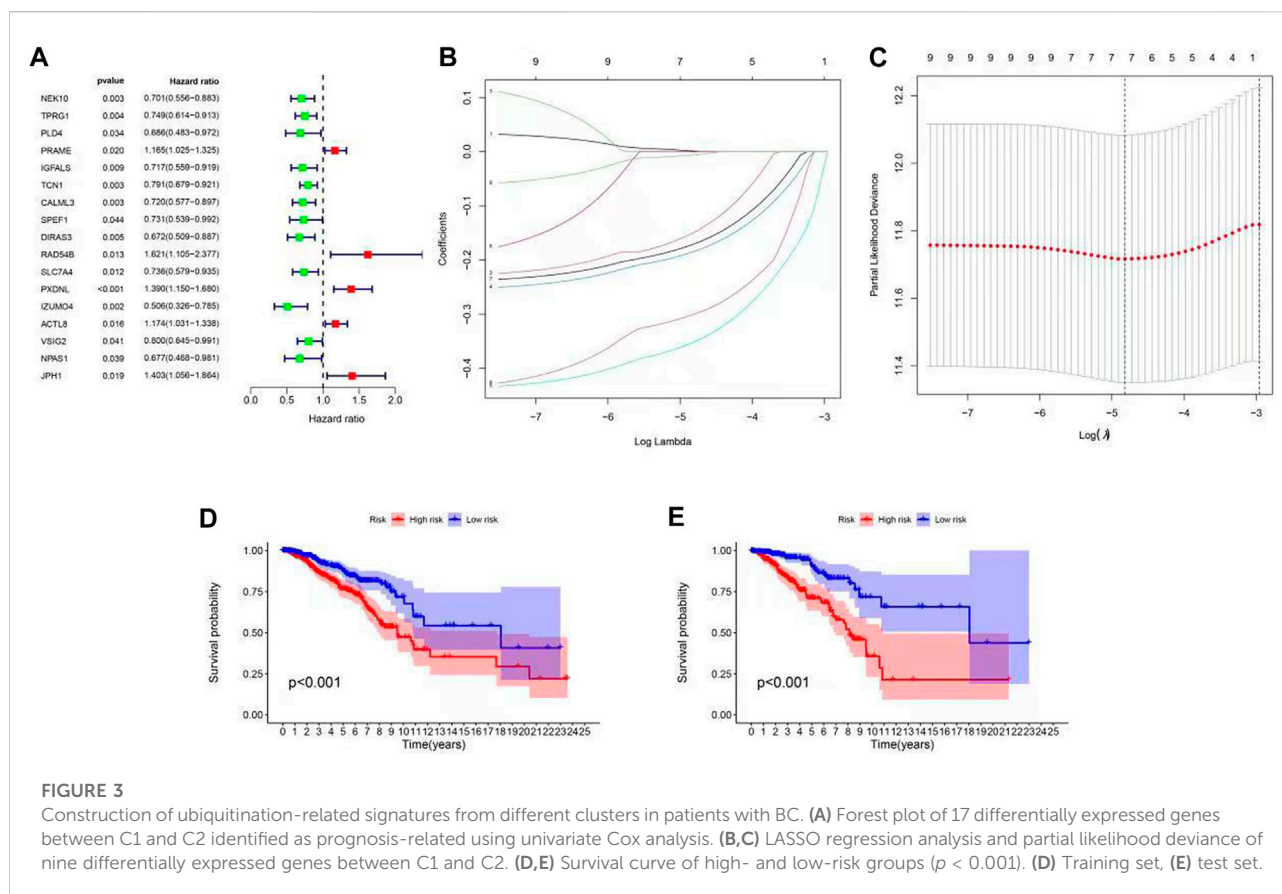 A
pvalue Hazard ratio
NEK10 0.003 0.701(0.556−0.883)
TPRG1 0.004 0.749(0.614−0.913)
PLD4 0.034 0.686(0.483−0.972)
PRAME 0.020 1.165(1.025−1.325)
IGFALS 0.009 0.717(0.559−0.919)
TCN1 0.003 0.791(0.679−0.921)
CALML3 0.003 0.720(0.577−0.897)
SPEF1 0.044 0.731(0.539−0.992)
DIRAS3 0.005 0.672(0.509−0.887)
RAD54B 0.013 1.621(1.105−2.377)
SLC7A4 0.012 0.736(0.579−0.935)
PXDNL <0.001 1.390(1.150−1.680)
IZUMO4 0.002 0.506(0.326−0.785)
ACTL8 0.016 1.174(1.031−1.338)
VSIG2 0.041 0.800(0.645−0.991)
NPAS1 0.039 0.677(0.468−0.981)
JPH1 0.019 1.403(1.056−1.864)
0.0 0.5 1.0 1.5 2.0
Hazard ratio
B
9 9 7 5 1
0.1
0.0
−0.1
−0.2
−0.3
−0.4
Coefficients
−7 −6 −5 −4 −3
Log Lambda
C
9 9 9 9 9 9 9 7 7 7 7 6 5 4 4 1
12.2
12.0
11.8
11.6
11.4
Partial Likelihood Deviance
−7 −6 −5 −4 −3
Log(λ)
D
Risk High risk Low risk
1.00
0.75
0.50
0.25
0.00
Survival probability
p<0.001
0 1 2 3 4 5 6 7 8 9 10 11 12 13 14 15 16 17 18 19 20 21 22 23 24 25
Time(years)
E
Risk High risk Low risk
1.00
0.75
0.50
0.25
0.00
Survival probability
p<0.001
0 1 2 3 4 5 6 7 8 9 10 11 12 13 14 15 16 17 18 19 20 21 22 23 24 25
Time(years)
FIGURE 3
Construction of ubiquitination-related signatures from different clusters in patients with BC. (A) Forest plot of 17 differentially expressed genes
between C1 and C2 identified as prognosis-related using univariate Cox analysis. (B,C) LASSO regression analysis and partial likelihood deviance of
nine differentially expressed genes between C1 and C2. (D,E) Survival curve of high- and low-risk groups (p < 0.001). (D) Training set, (E) test set.